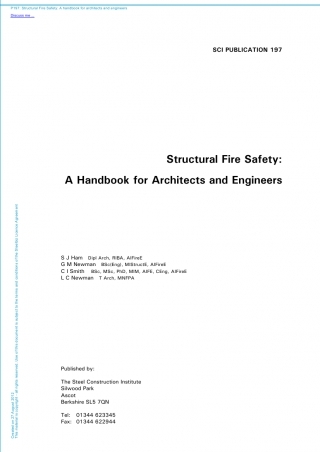 P197: Structural Fire Safety: A handbook for architects and engineers
Discuss me ...
SCI PUBLICATION 197
Structural Fire Safety:
A Handbook for Architects and Engineers
S J Ham Dipl Arch, RIBA, AIFireE
G M Newman BSc(Eng), MIStructE, AIFireE
C I Smith BSc, MSc, PhD, MIM, AIFE, CEng, AIFireE
L C Newman T Arch, MNFPA
Published by:
The Steel Construction Institute
Silwood Park
Ascot
Berkshire SL5 7QN
Tel: 01344 623345
Fax: 01344 622944
Created on 27 August 2010
This material is copyright - all rights reserved. Use of this document is subject to the terms and conditions of the Steelbiz Licence Agreement